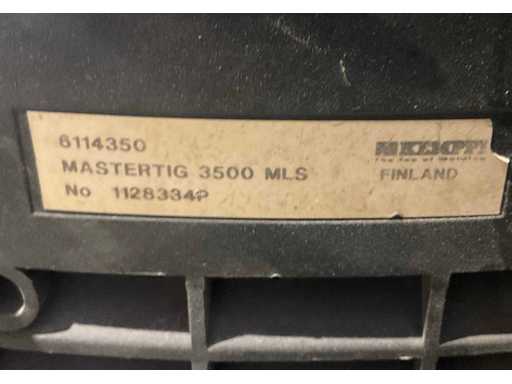 6114350
KEMPPI
The Joy of Welding
MASTERTIG 3500 MLS
FINLAND
No 1128334P